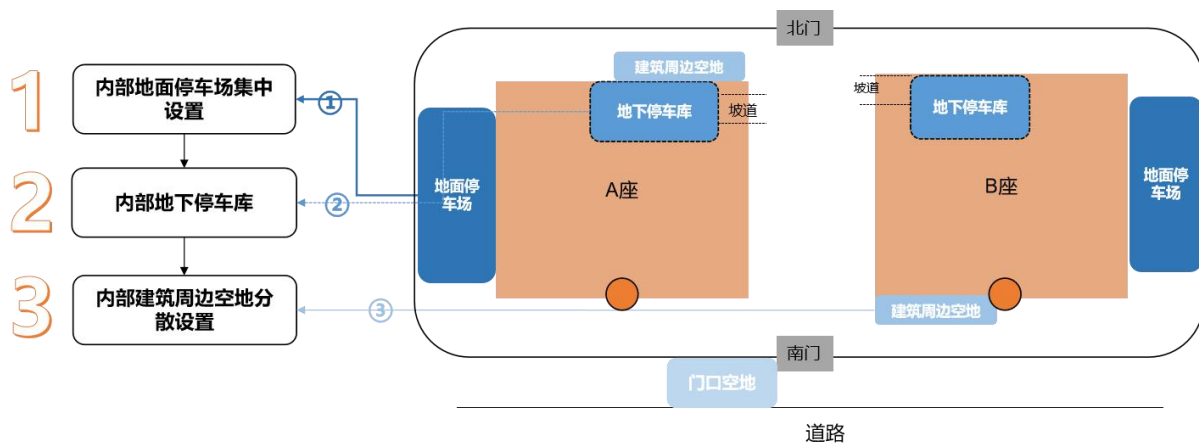 北门
1
内部地面停车场集中
设置
①
建筑周边空地
地下停车库
坡道
坡道
地下停车库
2
内部地下停车库
②
地面停
车场
A座
B座
地面停
车场
3
内部建筑周边空地分
散设置
③
建筑周边空地
南门
门口空地
道路